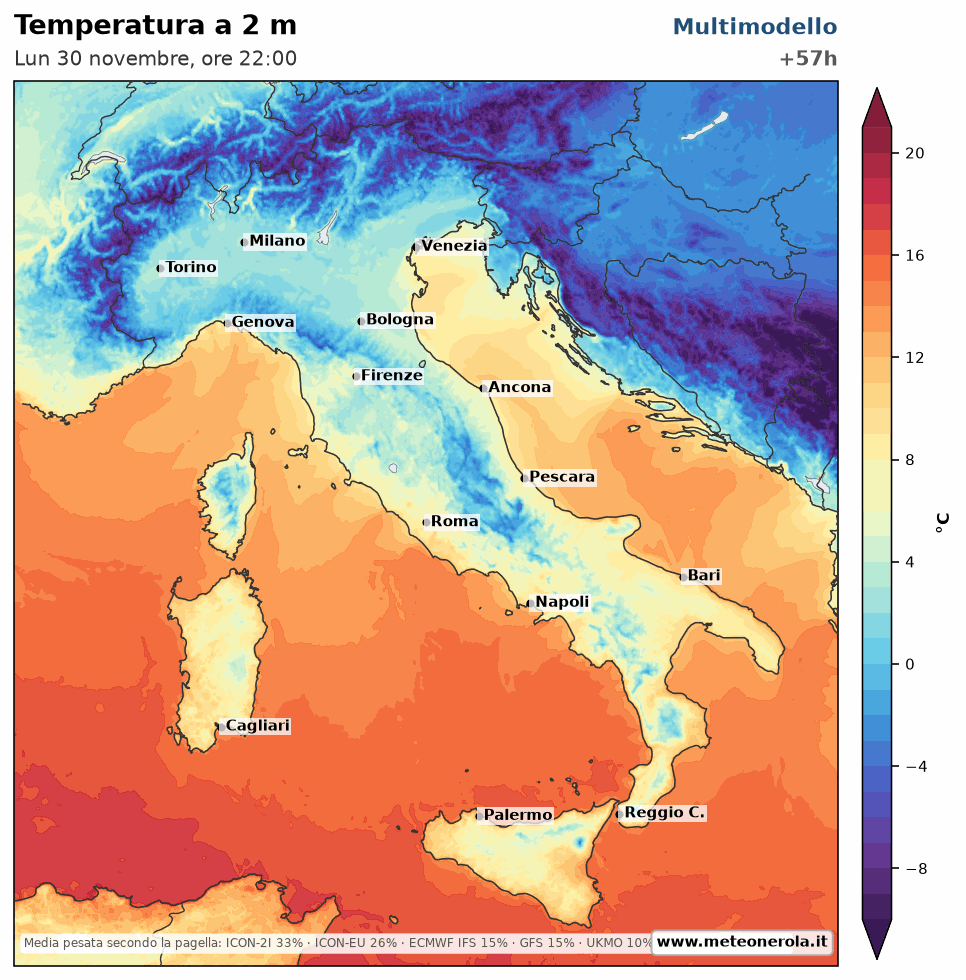 Temperatura a 2 m
Multimodello
Lun 30 novembre, ore 22:00
+57h
Milano
Venezia
Torino
Genova
Bologna
Firenze
Ancona
Pescara
Roma
Bari
Napoli
Cagliari
Palermo
Reggio C.
20
16
12
8
4
0
−4
−8
°C
Media pesata secondo la pagella: ICON-2I 33% · ICON-EU 26% · ECMWF IFS 15% · GFS 15% · UKMO 10%
www.meteonerola.it